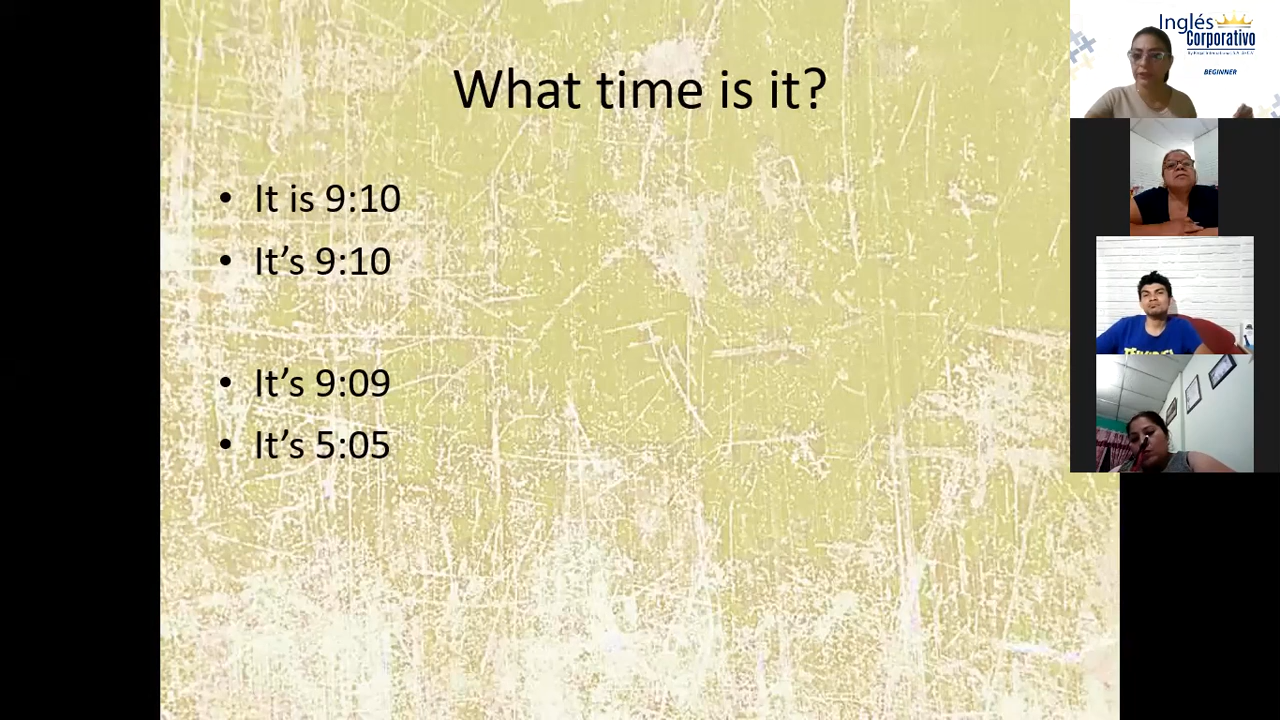 What time is it?
• It is 9:10
• It's 9:10
• It's 9:09
• It's 5:05
Inglés
Corporativo
BEGINNER